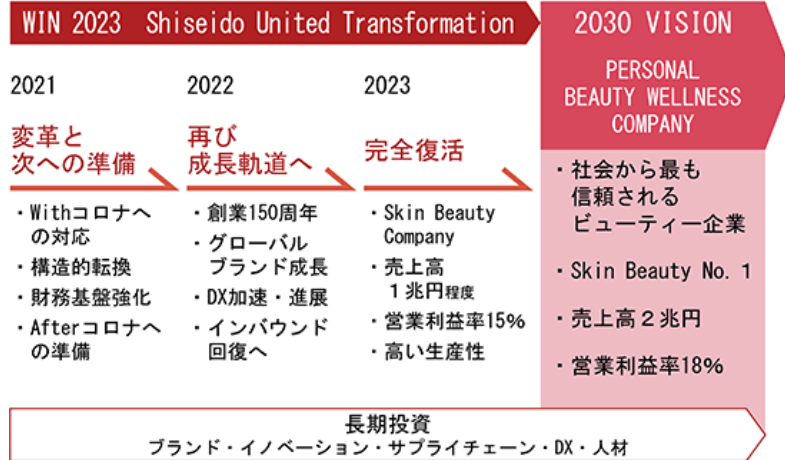 WIN 2023 Shiseido United Transformation
2030 VISION
PERSONAL
BEAUTY WELLNESS
COMPANY
2021
変革と
次への準備
・Withコロナへ
の対応
・構造的転換
・財務基盤強化
・Afterコロナへ
の準備
2022
再び
成長軌道へ
・創業150周年
・グローバル
ブランド成長
・DX加速・進展
・インバウンド
回復へ
2023
完全復活
・Skin Beauty
Company
・売上高
1兆円程度
・営業利益率15%
・高い生産性
・社会から最も
信頼される
ビューティー企業
・Skin Beauty No. 1
・売上高2兆円
・営業利益率18%
長期投資
ブランド・イノベーション・サプライチェーン・DX・人材